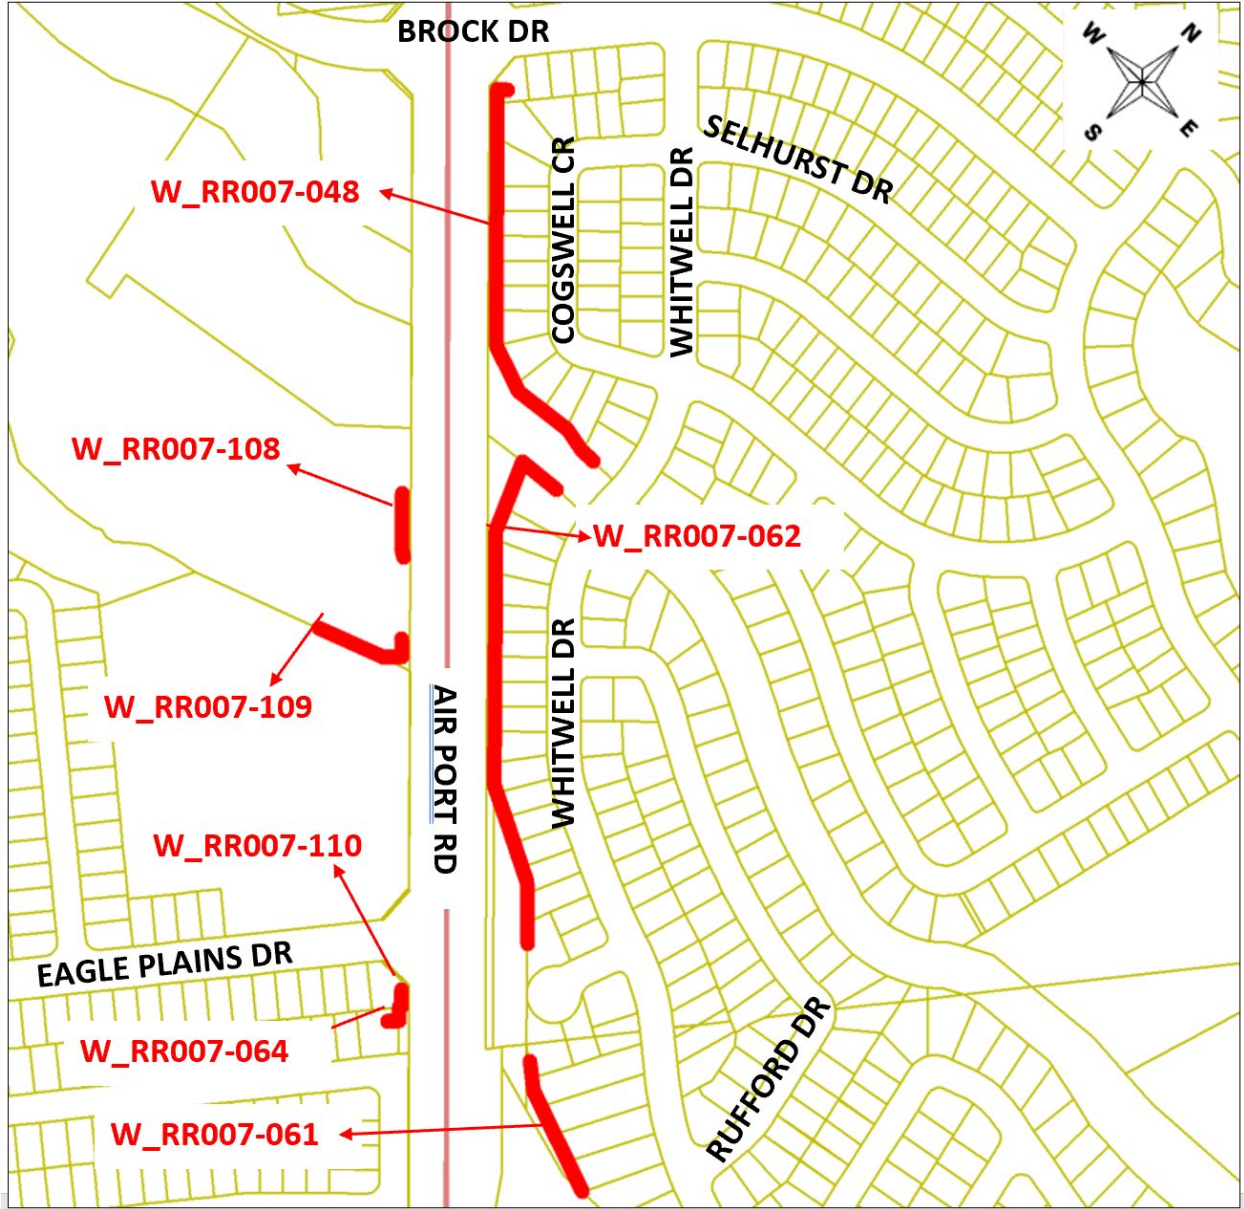 BROCK DR
W
N
S
E
SELHURST DR
W_RR007-048
COGSWELL CR
WHITWELL DR
W_RR007-108
W_RR007-062
W_RR007-109
WHITWELL DR
AIR PORT RD
W_RR007-110
EAGLE PLAINS DR
W_RR007-064
RUFFORD DR
W_RR007-061